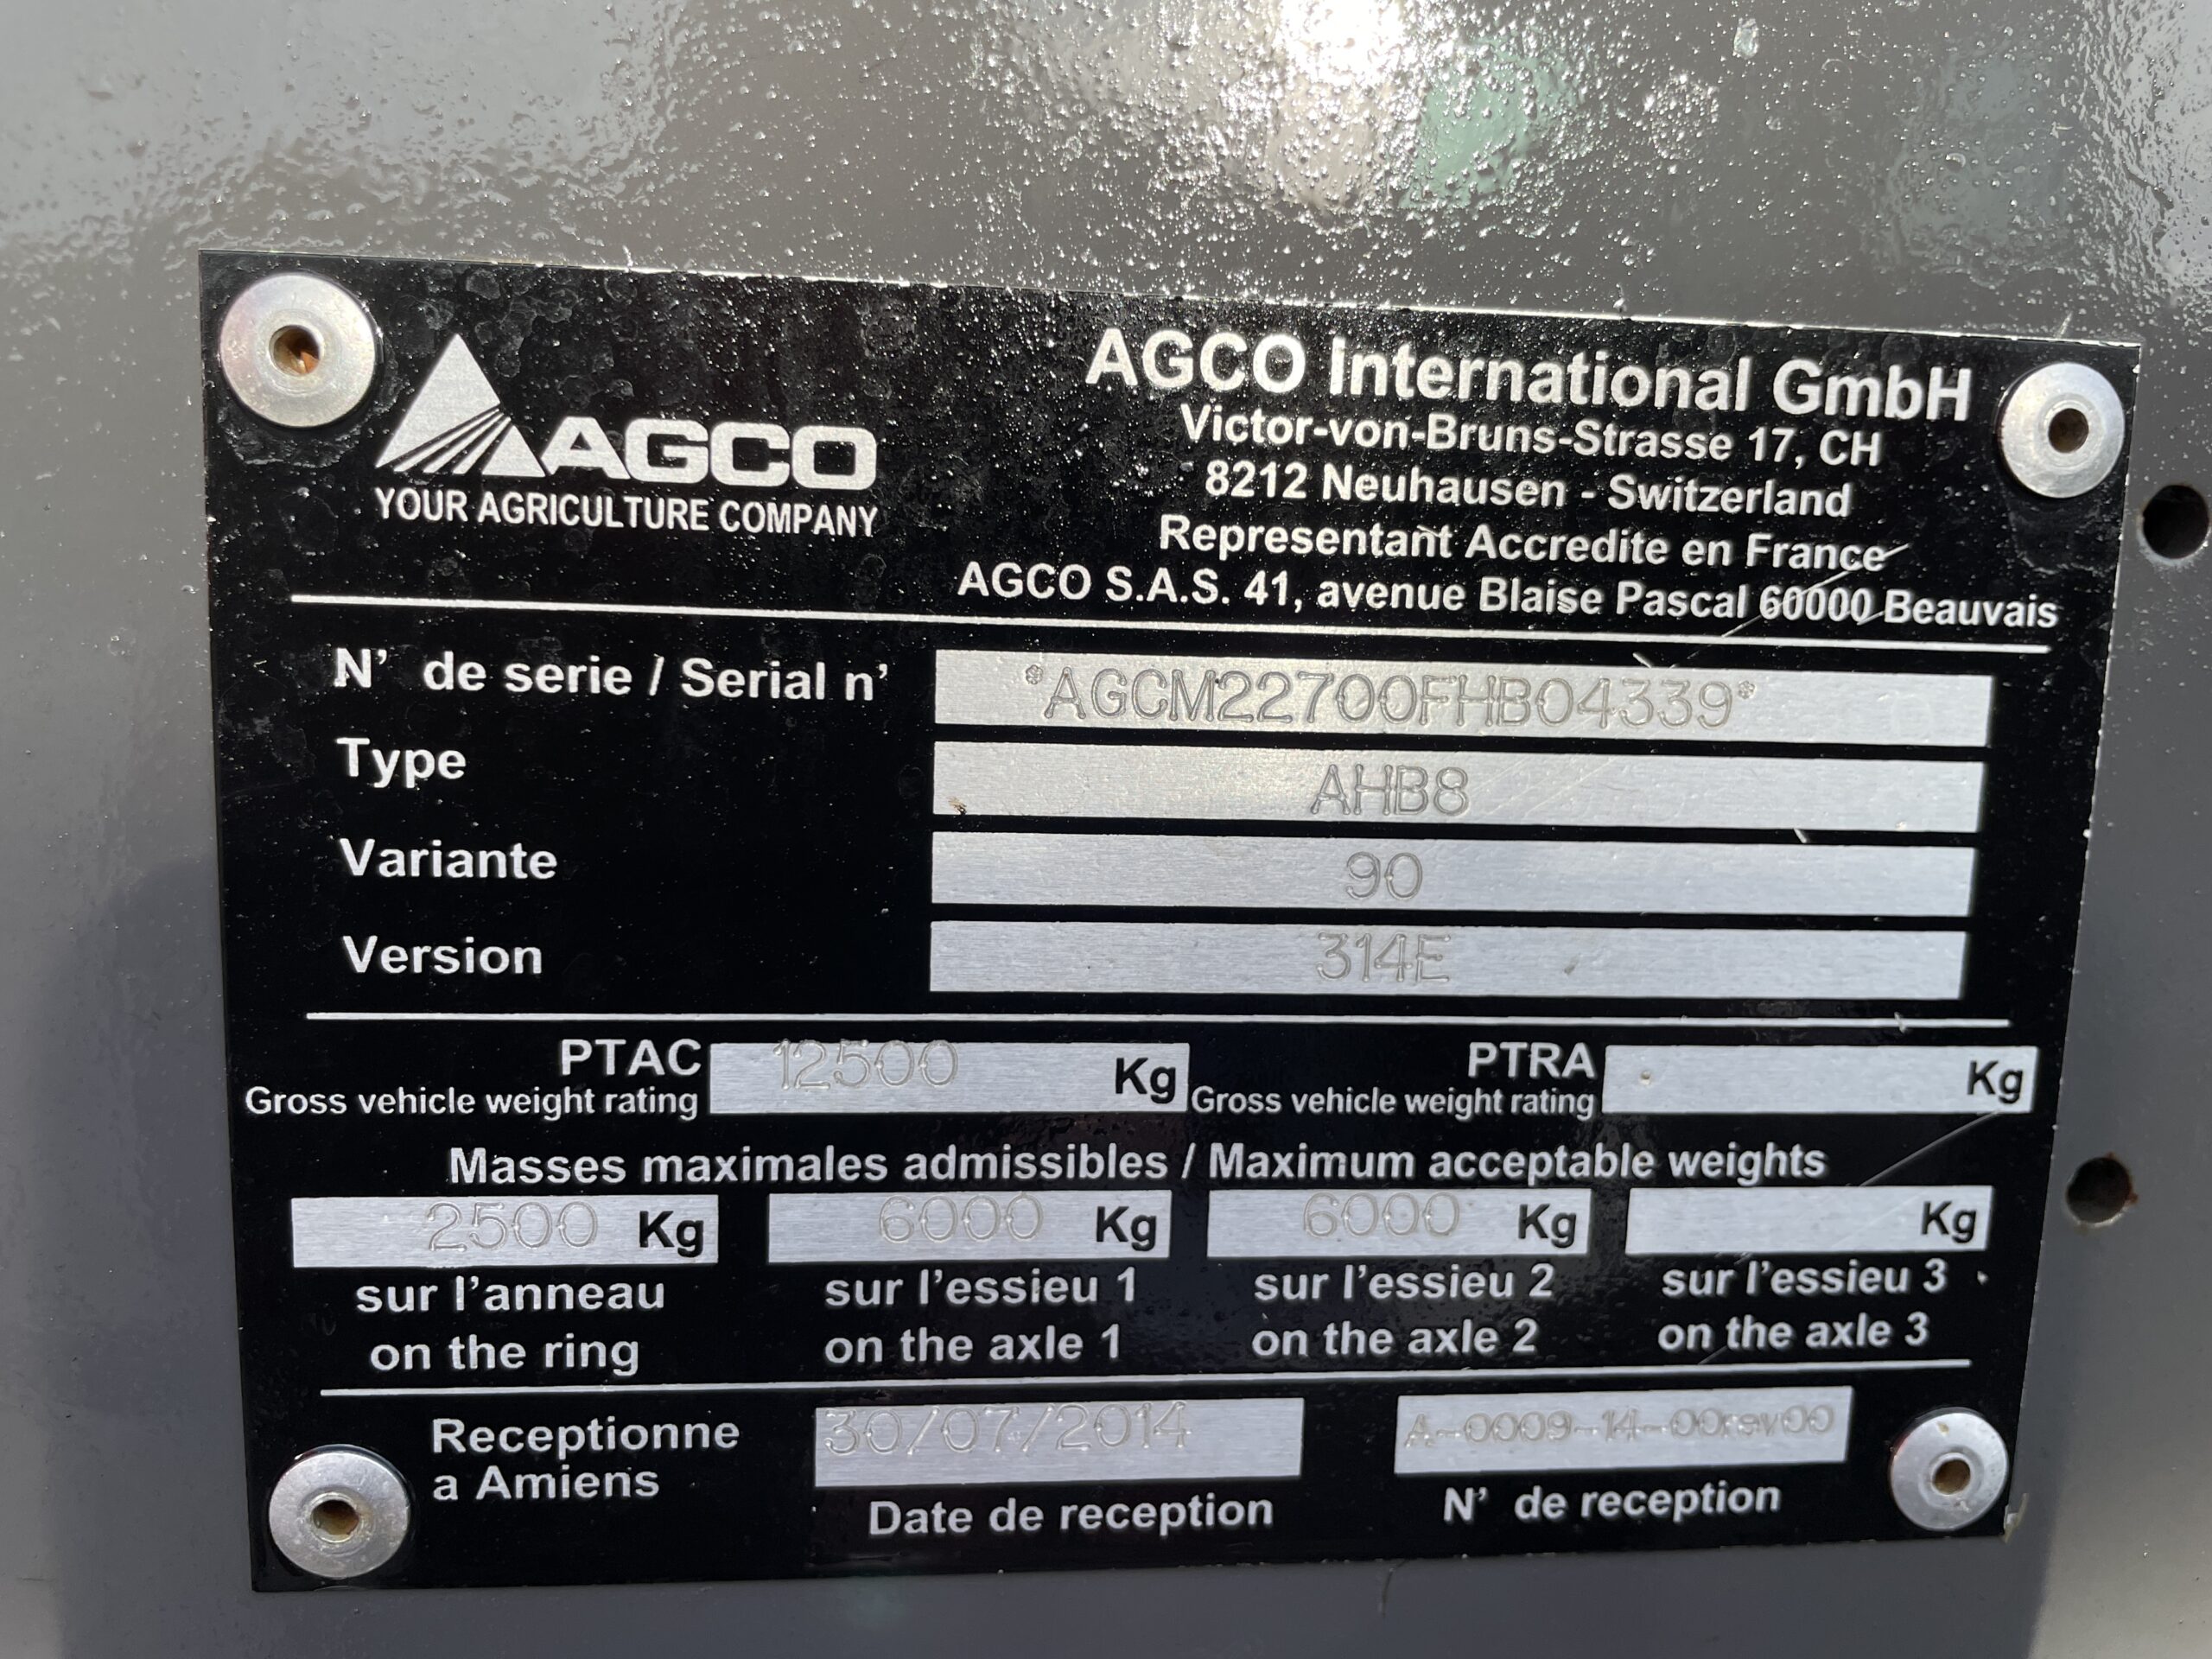 AGCO
YOUR AGRICULTURE COMPANY
AGCO International GmbH
Victor-von-Bruns-Strasse 17, CH
8212 Neuhausen - Switzerland
Representant Accredite en France
AGCO S.A.S. 41, avenue Blaise Pascal 60000 Beauvais
N' de serie / Serial n' *AGCM22700FHB04339*
Type AHB8
Variante 90
Version 314E
PTAC 12500 Kg PTRA Kg
Gross vehicle weight rating Gross vehicle weight rating
Masses maximales admissibles / Maximum acceptable weights
2500 Kg 6000 Kg 6000 Kg Kg
sur l'anneau sur l'essieu 1 sur l'essieu 2 sur l'essieu 3
on the ring on the axle 1 on the axle 2 on the axle 3
Receptionne 30/07/2014 A-0009-14-00rev00
a Amiens
Date de reception N' de reception